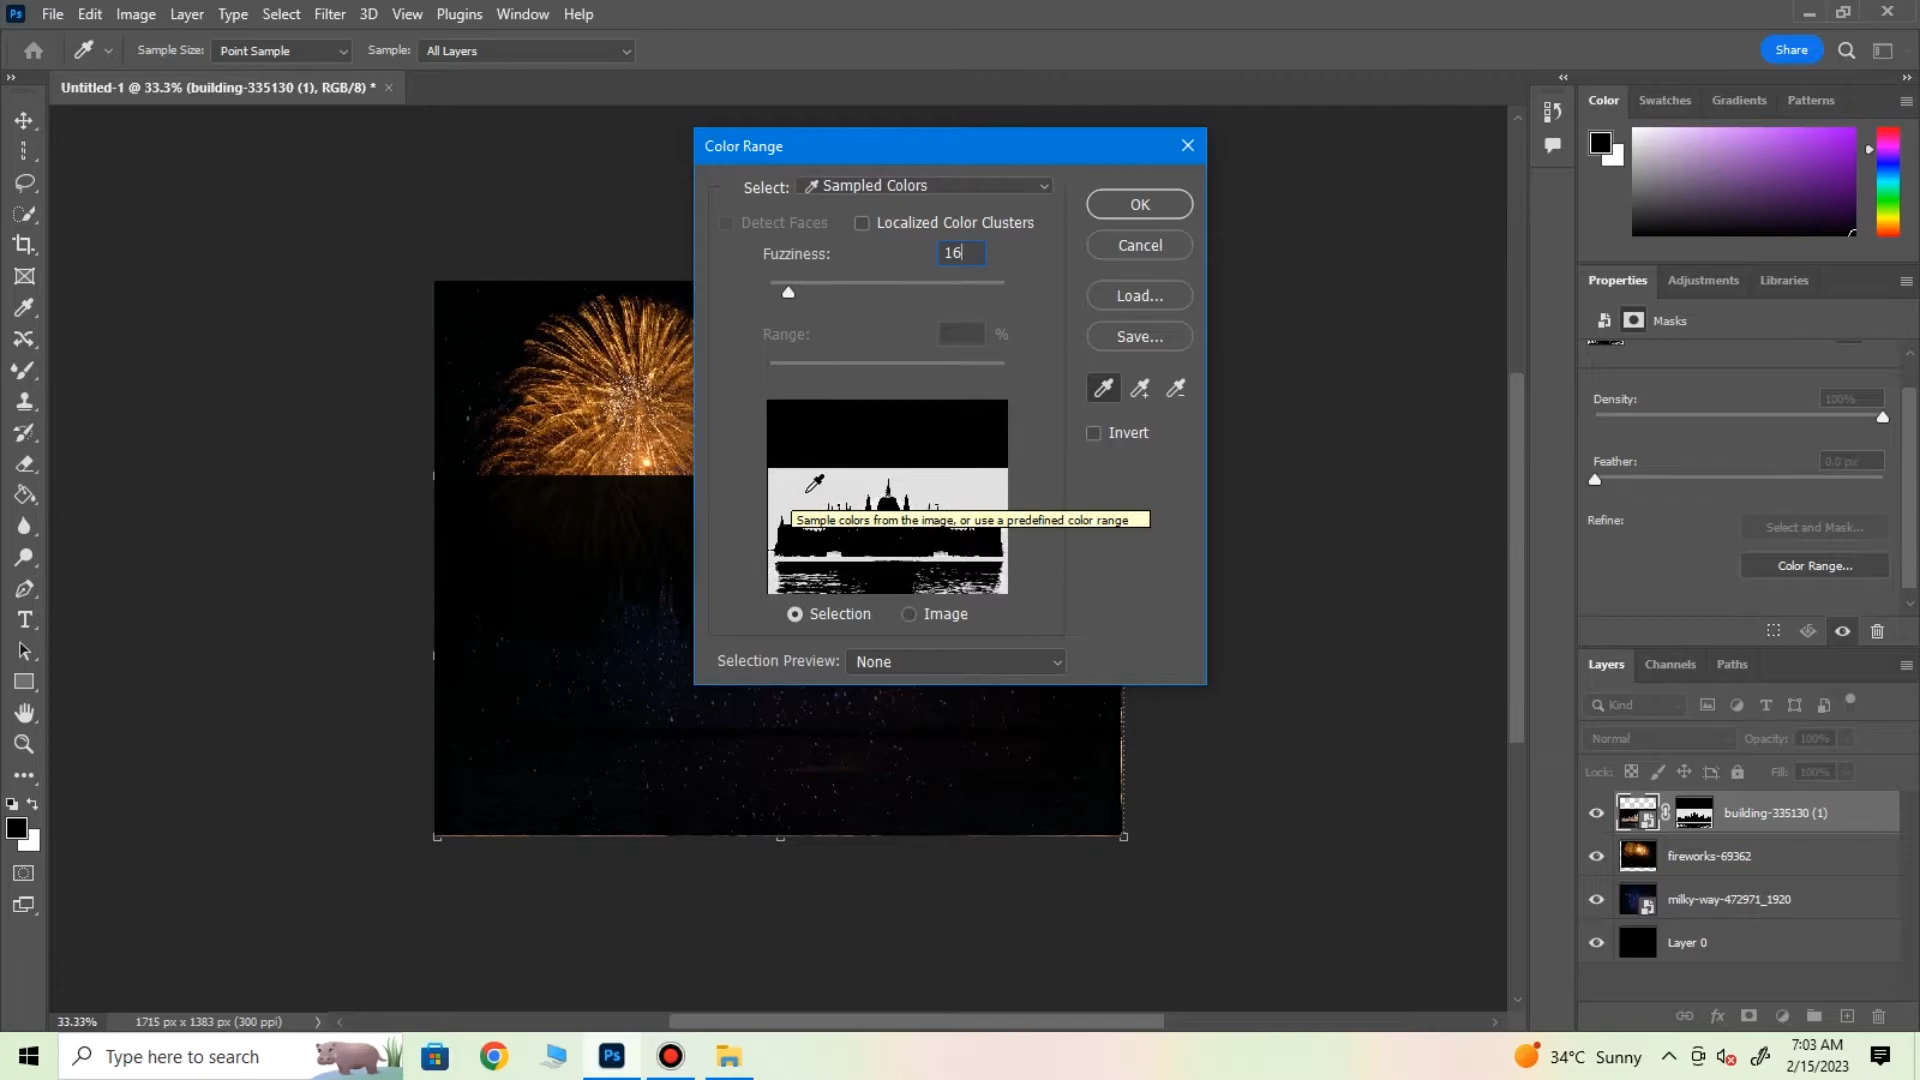 Ps File Edit Image Layer Type Select Filter 3D View Plugins Window Help
Sample Size: Point Sample Sample: All Layers Share
Untitled-1 @ 33.3% (building-335130 (1), RGB/8) *
Color Swatches Gradients Patterns
Color Range
Select: Sampled Colors
OK
Detect Faces Localized Color Clusters
Cancel
Fuzziness: 16
Load...
Range: %
Save...
Invert
Sample colors from the image, or use a predefined color range
Selection Image
Selection Preview: None
Properties Adjustments Libraries
Masks
Density: 100%
Feather: 0.0 px
Refine: Select and Mask...
Color Range...
Layers Channels Paths
Kind
Normal Opacity: 100%
Lock: Fill: 100%
building-335130 (1)
fireworks-69362
milky-way-472971_1920
Layer 0
fx
33.33% 1715 px x 1383 px (300 ppi)
Type here to search Ps 34°C Sunny 7:03 AM
2/15/2023